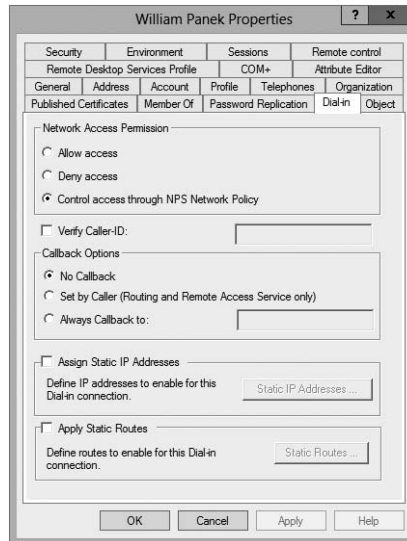 William Panek Properties
? x
Security Environment Sessions Remote control
Remote Desktop Services Profile COM+ Attribute Editor
General Address Account Profile Telephones Organization
Published Certificates Member Of Password Replication Dial-in Object
Network Access Permission
Allow access
Deny access
Control access through NPS Network Policy
Verify Caller-ID:
Callback Options
No Callback
Set by Caller (Routing and Remote Access Service only)
Always Callback to:
Assign Static IP Addresses
Define IP addresses to enable for this Static IP Addresses ...
Dial-in connection.
Apply Static Routes
Define routes to enable for this Dial-in Static Routes ...
connection.
OK Cancel Apply Help